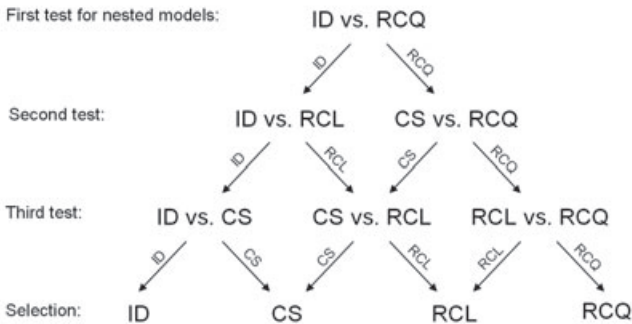 First test for nested models: ID vs. RCQ
ID RCQ
Second test: ID vs. RCL CS vs. RCQ
ID RCL CS RCQ
Third test: ID vs. CS CS vs. RCL RCL vs. RCQ
ID CS CS RCL RCL RCQ
Selection: ID CS RCL RCQ